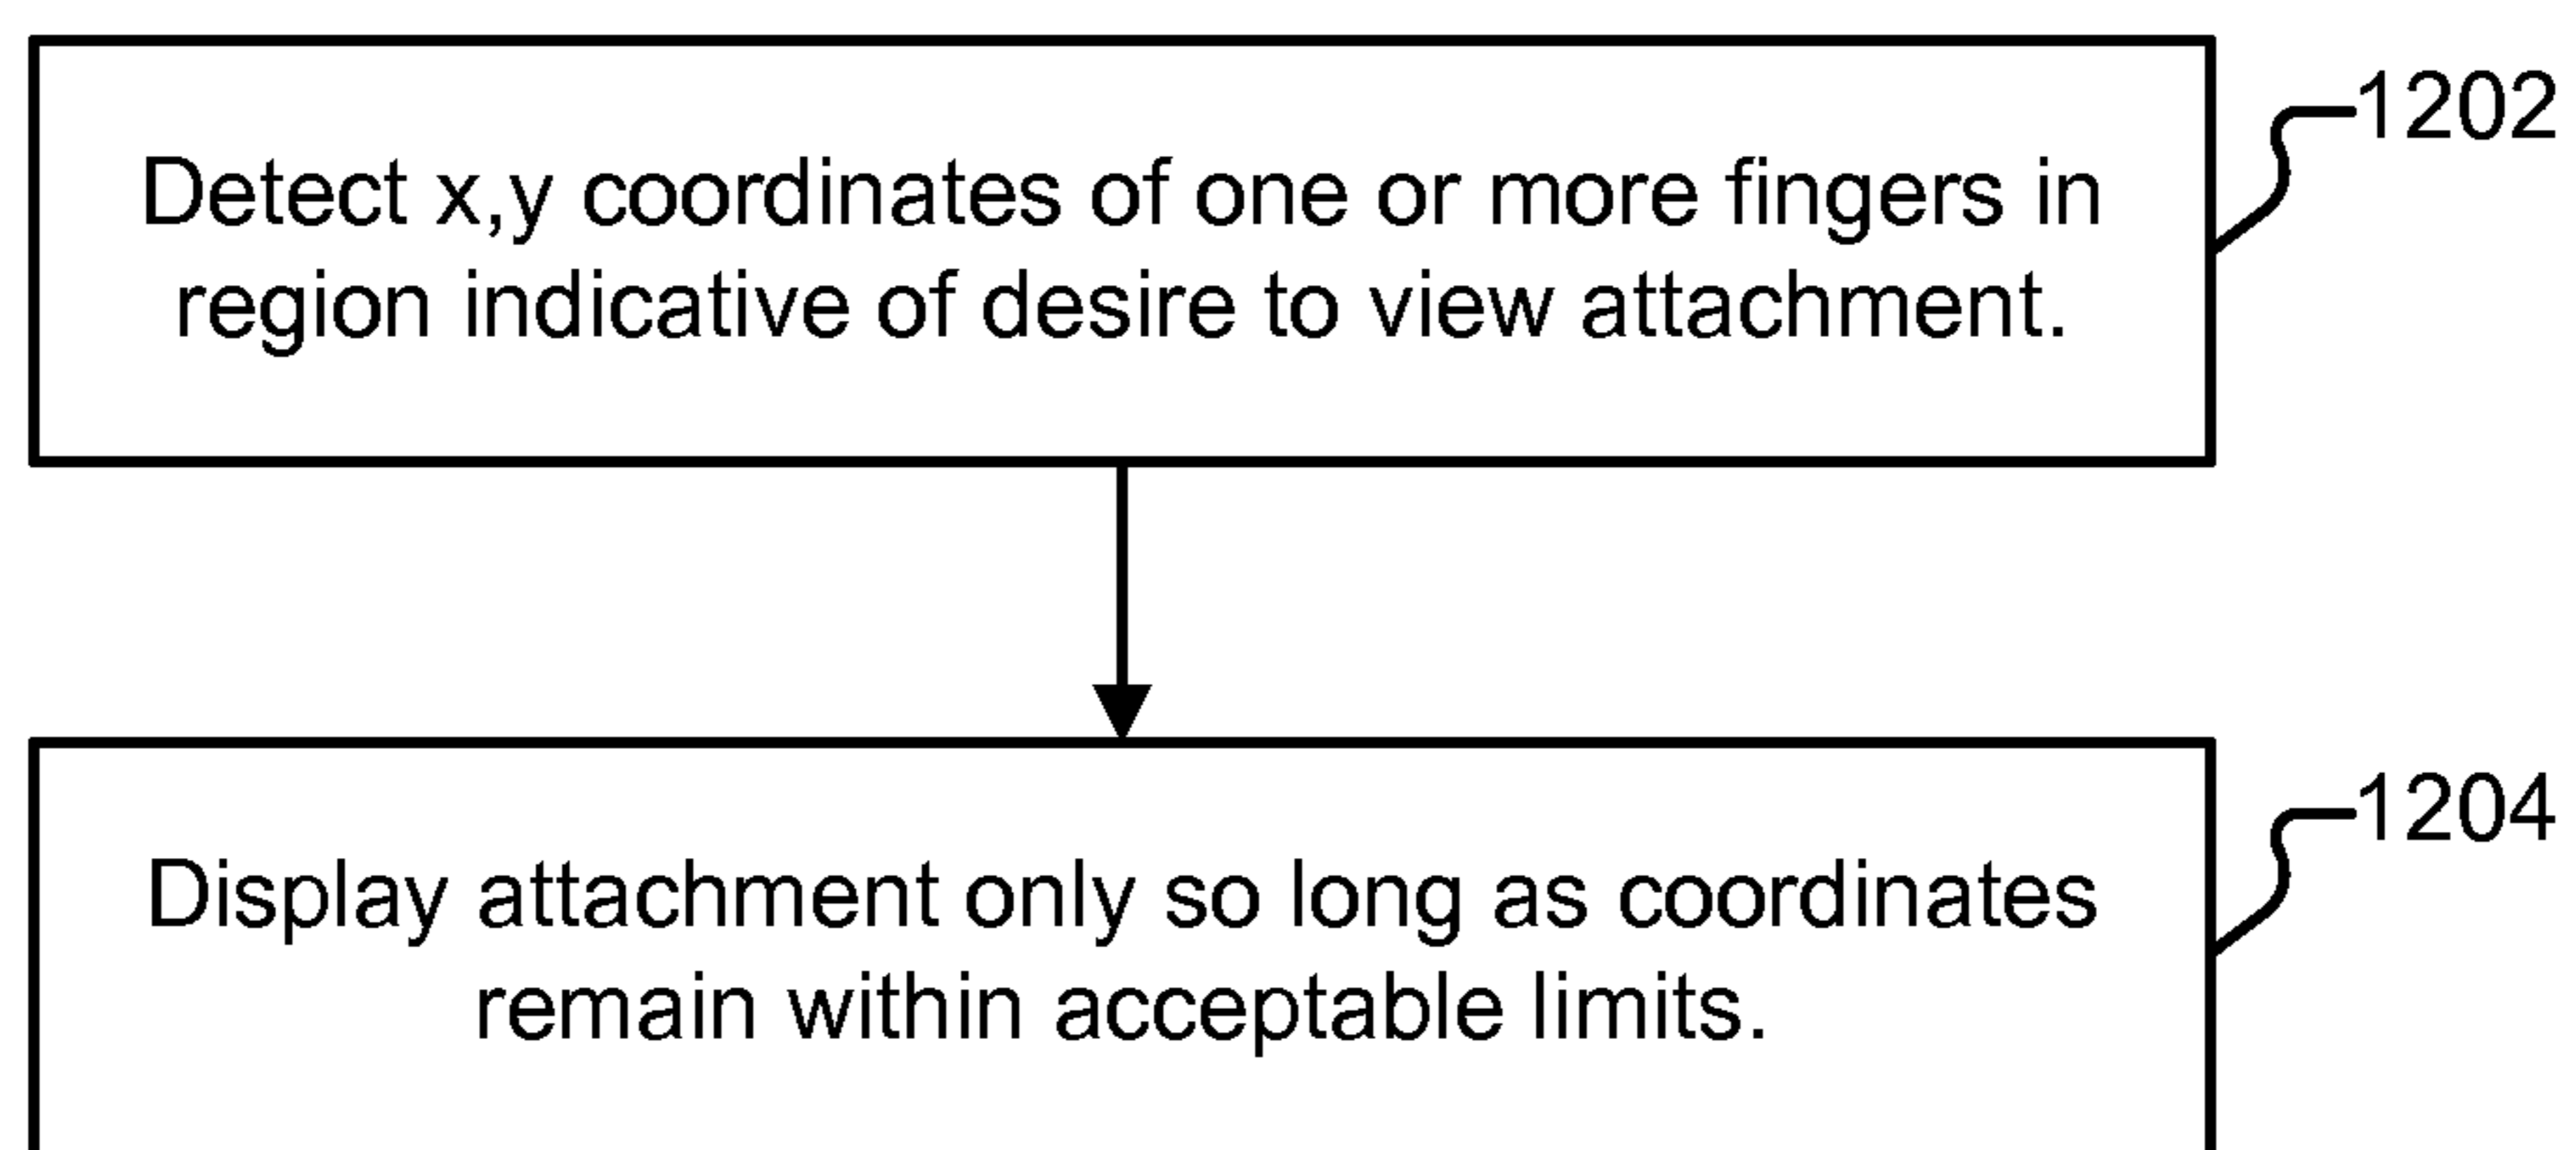 1202
Detect x,y coordinates of one or more fingers in
region indicative of desire to view attachment.
1204
Display attachment only so long as coordinates
remain within acceptable limits.